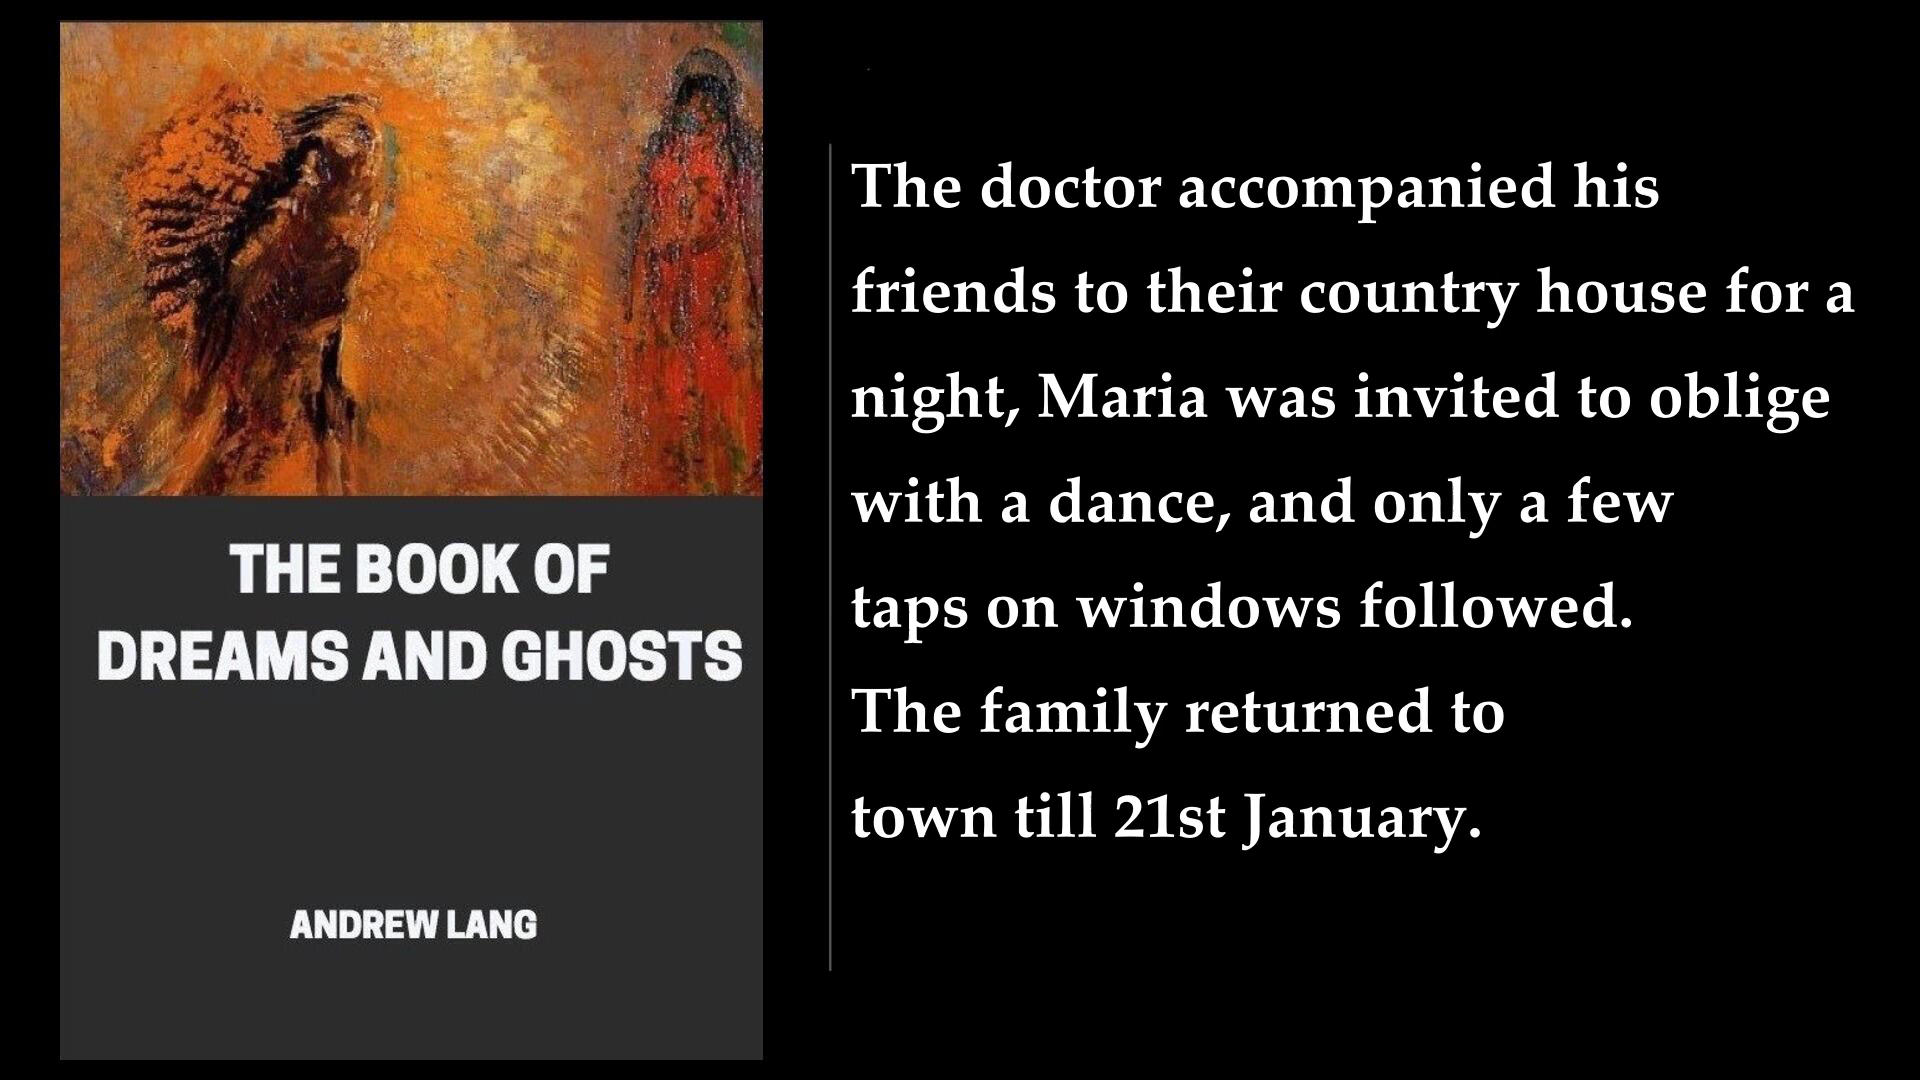 THE BOOK OF
DREAMS AND GHOSTS
ANDREW LANG
The doctor accompanied his
friends to their country house for a
night, Maria was invited to oblige
with a dance, and only a few
taps on windows followed.
The family returned to
town till 21st January.